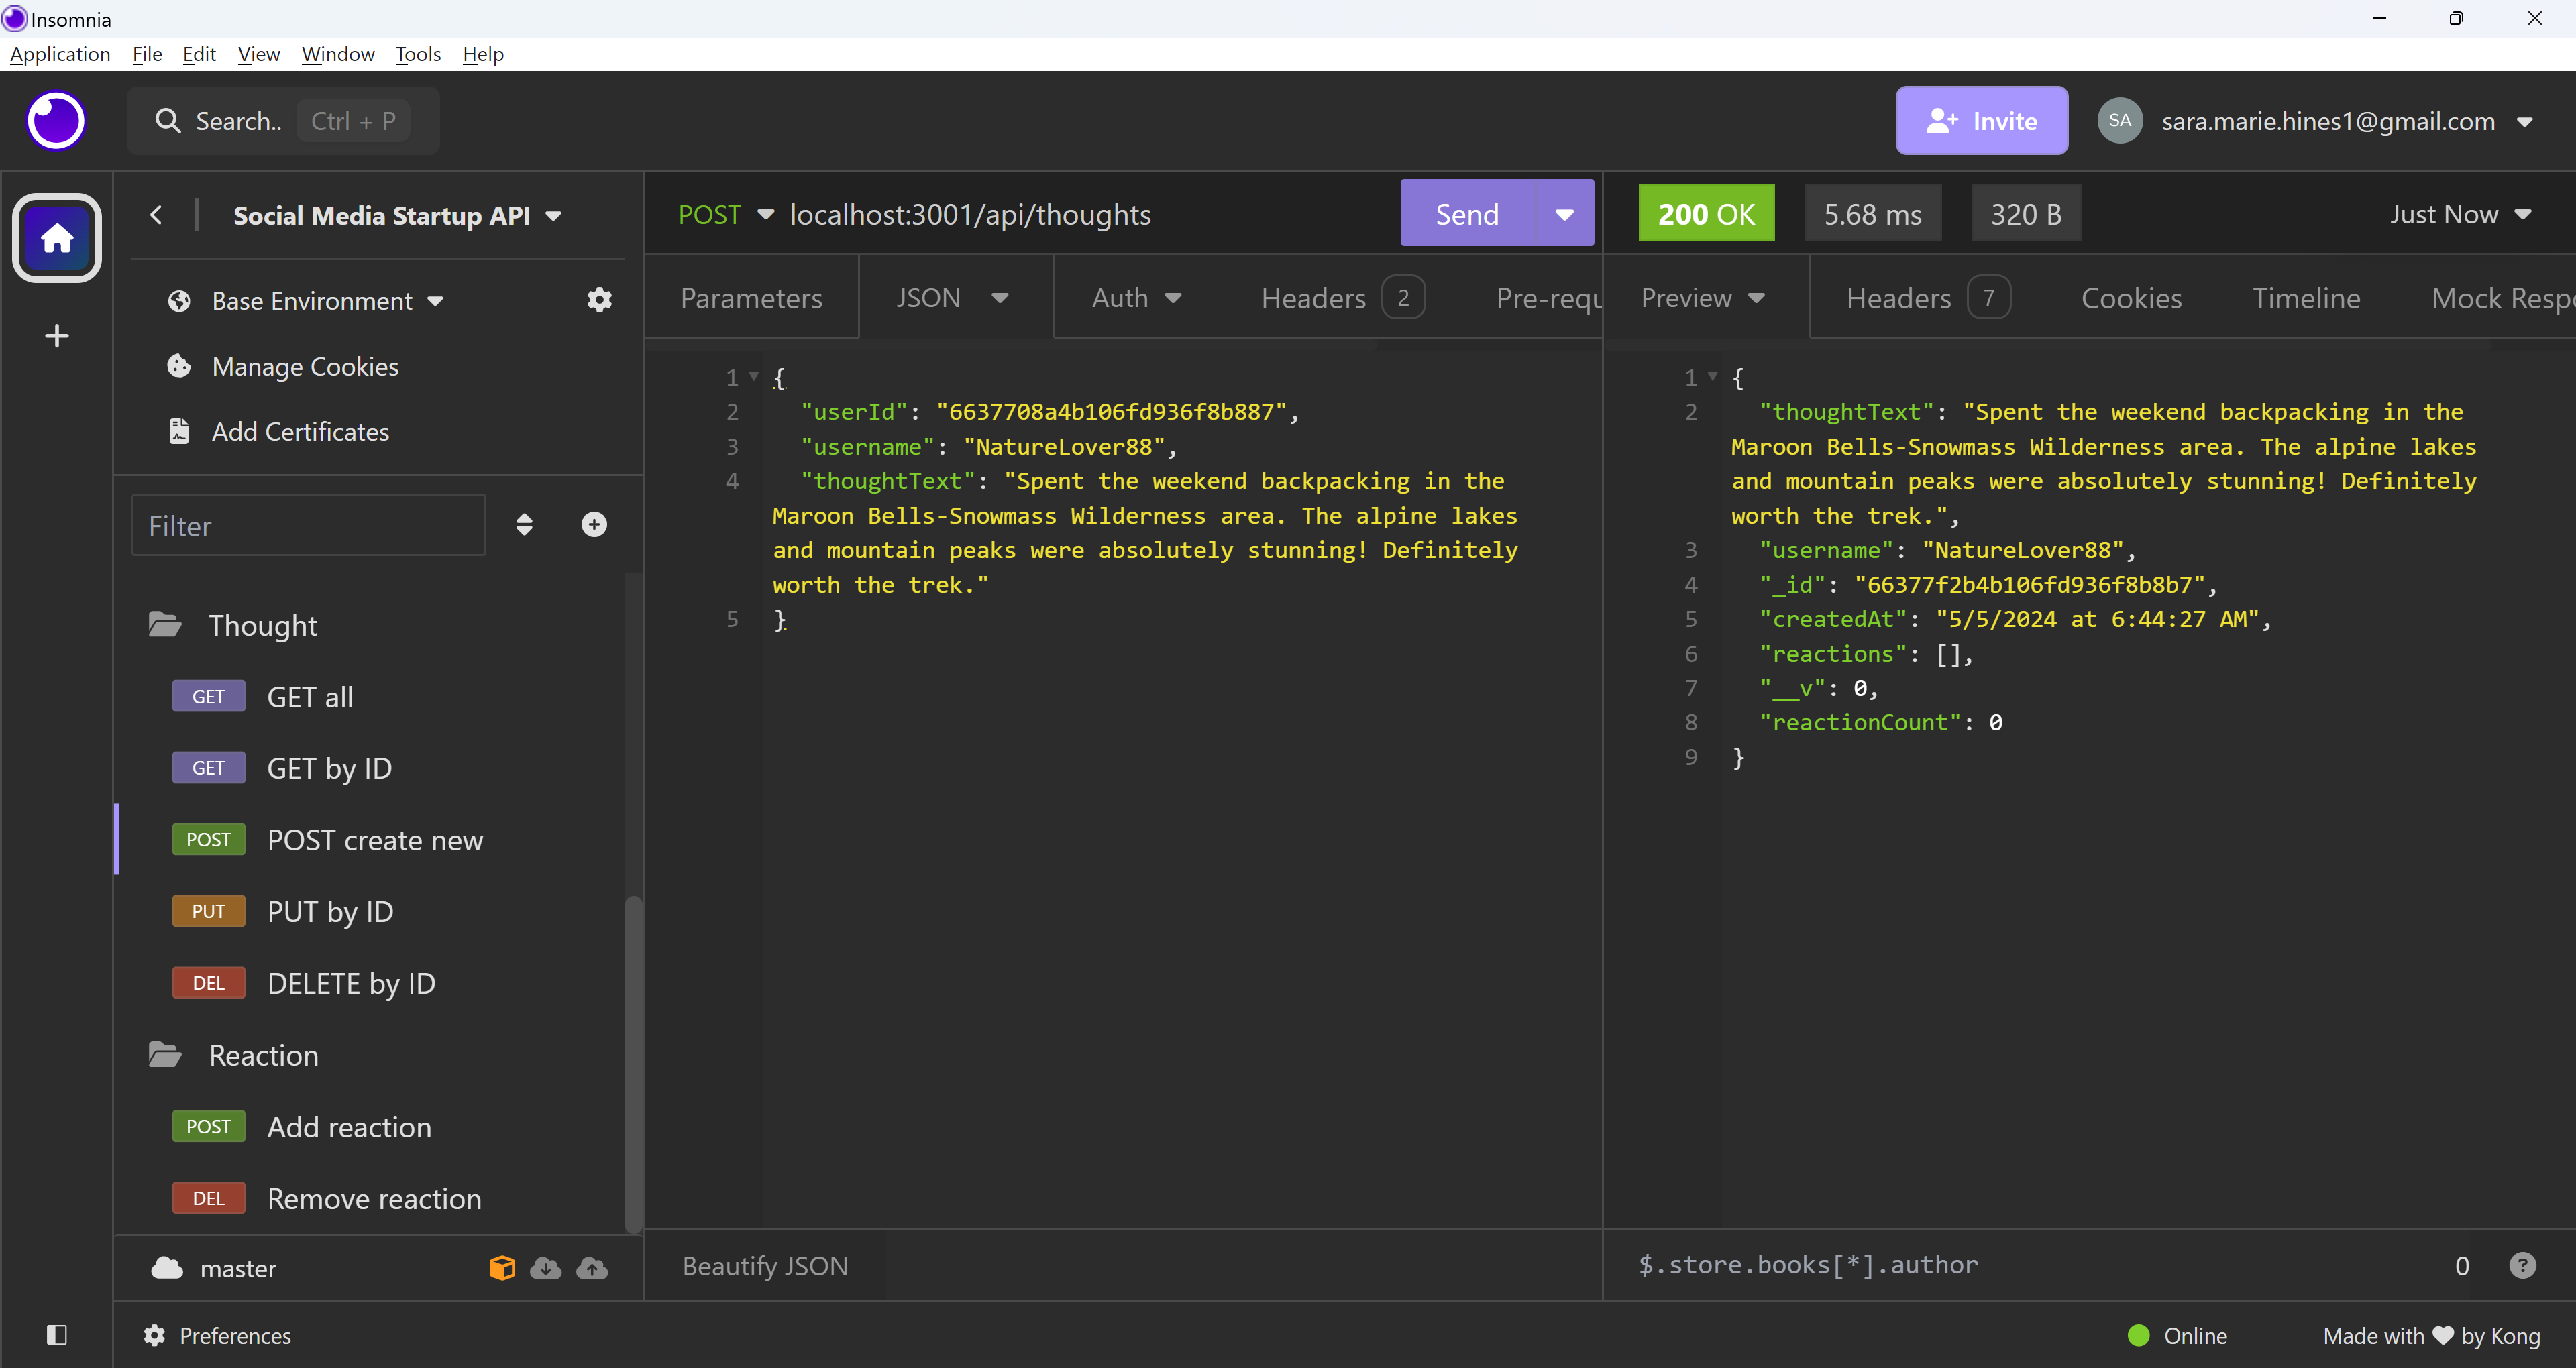 Insomnia
Application File Edit View Window Tools Help
Search.. Ctrl + P
Invite
SA sara.marie.hines1@gmail.com
Social Media Startup API
POST localhost:3001/api/thoughts
Send
200 OK 5.68 ms 320 B
Just Now
Base Environment
Manage Cookies
Add Certificates
Filter
Thought
GET GET all
GET GET by ID
POST POST create new
PUT PUT by ID
DEL DELETE by ID
Reaction
POST Add reaction
DEL Remove reaction
master
Parameters JSON Auth Headers 2 Pre-requ
1 {
2 "userId": "6637708a4b106fd936f8b887",
3 "username": "NatureLover88",
4 "thoughtText": "Spent the weekend backpacking in the
Maroon Bells-Snowmass Wilderness area. The alpine lakes
and mountain peaks were absolutely stunning! Definitely
worth the trek."
5 }
Beautify JSON
Preview Headers 7 Cookies Timeline Mock Resp
1 {
2 "thoughtText": "Spent the weekend backpacking in the
Maroon Bells-Snowmass Wilderness area. The alpine lakes
and mountain peaks were absolutely stunning! Definitely
worth the trek.",
3 "username": "NatureLover88",
4 "_id": "66377f2b4b106fd936f8b8b7",
5 "createdAt": "5/5/2024 at 6:44:27 AM",
6 "reactions": [],
7 "__v": 0,
8 "reactionCount": 0
9 }
$.store.books[*].author 0 ?
Preferences
Online
Made with ♥ by Kong